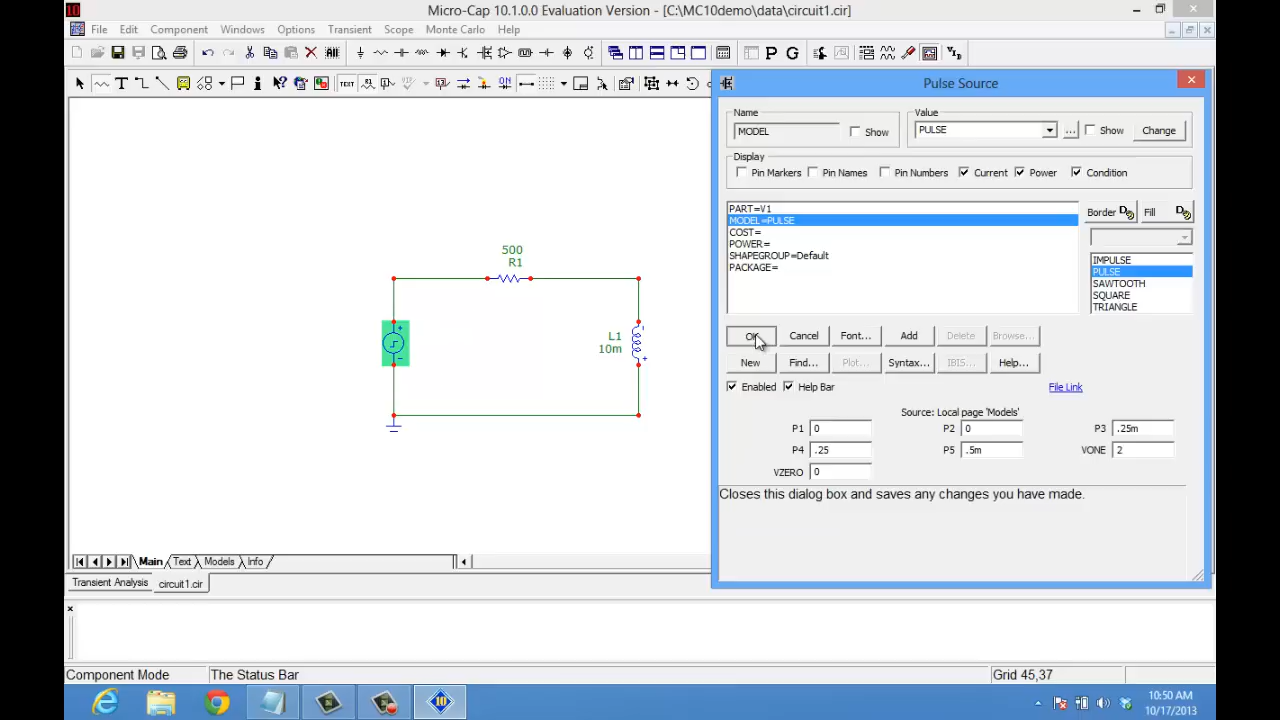 10 Micro-Cap 10.1.0.0 Evaluation Version - [C:\MC10demo\data\circuit1.cir]
File Edit Component Windows Options Transient Scope Monte Carlo Help
Pulse Source
Name
MODEL Show
Value
PULSE ... Show Change
Display
Pin Markers Pin Names Pin Numbers Current Power Condition
PART=V1
MODEL=PULSE
COST=
POWER=
SHAPEGROUP=Default
PACKAGE=
Border Fill
IMPULSE
PULSE
SAWTOOTH
SQUARE
TRIANGLE
500
R1
L1
10m
OK Cancel Font... Add Delete Browse...
New Find... Plot... Syntax... IBIS... Help...
Enabled Help Bar File Link
Source: Local page 'Models'
P1 0 P2 0 P3 .25m
P4 .25 P5 .5m VONE 2
VZERO 0
Closes this dialog box and saves any changes you have made.
Main Text Models Info
Transient Analysis circuit1.cir
Component Mode The Status Bar Grid 45,37
10:50 AM
10/17/2013